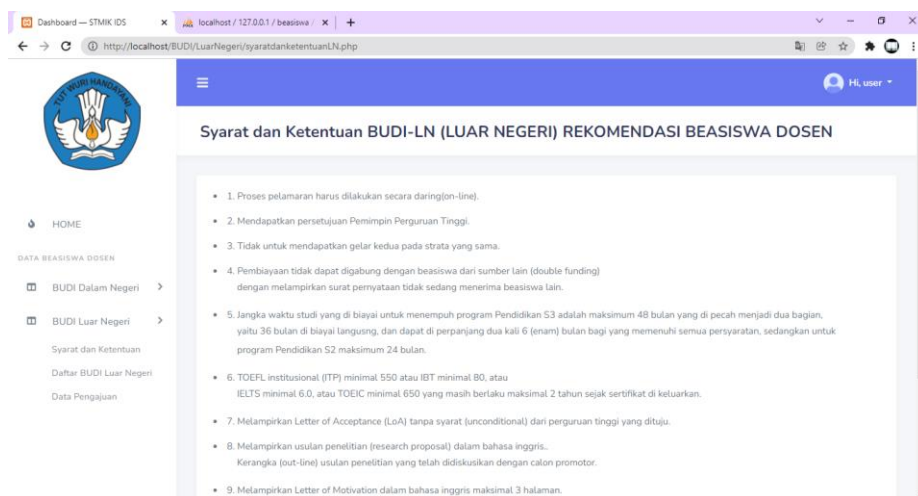 Dashboard — STMIK IDS
localhost / 127.0.0.1 / beasiswa /
http://localhost/BUDI/LuarNegeri/syaratdanketentuanLN.php
TUT WURI HANDAYANI
Hi, user
Syarat dan Ketentuan BUDI-LN (LUAR NEGERI) REKOMENDASI BEASISWA DOSEN
HOME
DATA BEASISWA DOSEN
BUDI Dalam Negeri
BUDI Luar Negeri
Syarat dan Ketentuan
Daftar BUDI Luar Negeri
Data Pengajuan
1. Proses pelamaran harus dilakukan secara daring(on-line).
2. Mendapatkan persetujuan Pemimpin Perguruan Tinggi.
3. Tidak untuk mendapatkan gelar kedua pada strata yang sama.
4. Pembiayaan tidak dapat digabung dengan beasiswa dari sumber lain (double funding)
dengan melampirkan surat pernyataan tidak sedang menerima beasiswa lain.
5. Jangka waktu studi yang di biayai untuk menempuh program Pendidikan S3 adalah maksimum 48 bulan yang di pecah menjadi dua bagian,
yaitu 36 bulan di biayai langusng, dan dapat di perpanjang dua kali 6 (enam) bulan bagi yang memenuhi semua persyaratan, sedangkan untuk
program Pendidikan S2 maksimum 24 bulan.
6. TOEFL institusional (ITP) minimal 550 atau IBT minimal 80, atau
IELTS minimal 6.0, atau TOEIC minimal 650 yang masih berlaku maksimal 2 tahun sejak sertifikat di keluarkan.
7. Melampirkan Letter of Acceptance (LoA) tanpa syarat (unconditional) dari perguruan tinggi yang dituju.
8. Melampirkan usulan penelitian (research proposal) dalam bahasa inggris..
Kerangka (out-line) usulan penelitian yang telah didiskusikan dengan calon promotor.
9. Melampirkan Letter of Motivation dalam bahasa inggris maksimal 3 halaman.